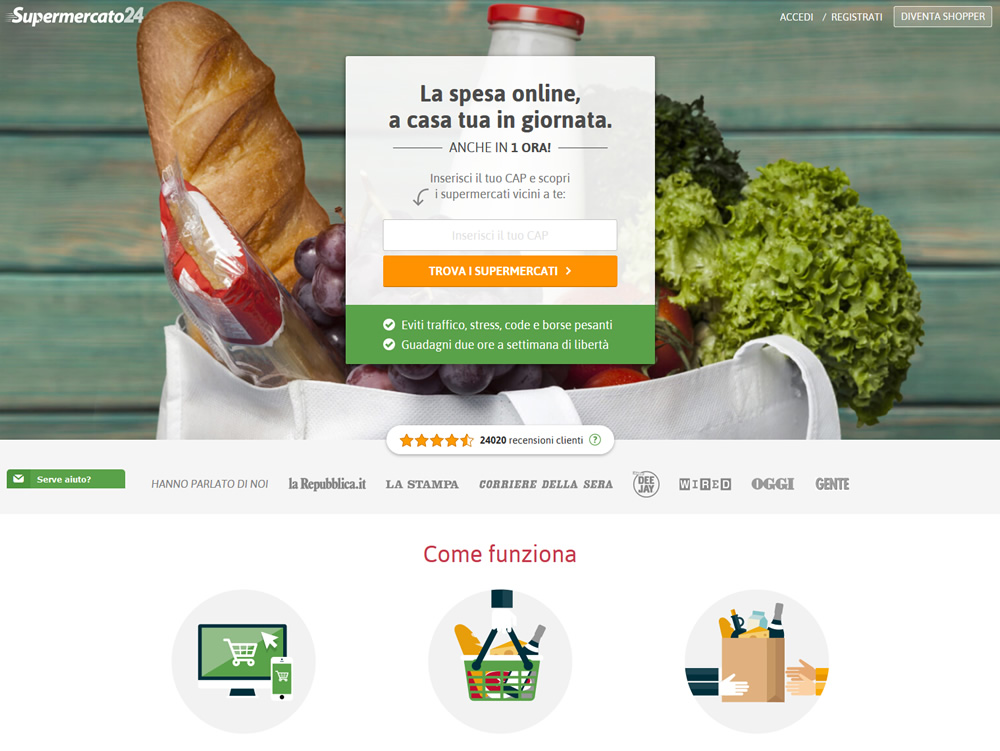 Supermercato24
ACCEDI / REGISTRATI
DIVENTA SHOPPER
La spesa online,
a casa tua in giornata.
ANCHE IN 1 ORA!
Inserisci il tuo CAP e scopri
i supermercati vicini a te:
Inserisci il tuo CAP
TROVA I SUPERMERCATI
Eviti traffico, stress, code e borse pesanti
Guadagni due ore a settimana di libertà
24020 recensioni clienti ?
Serve aiuto?
HANNO PARLATO DI NOI
la Repubblica.it
LA STAMPA
CORRIERE DELLA SERA
DEE
JAY
WIRED
OGGI
GENTE
Come funziona